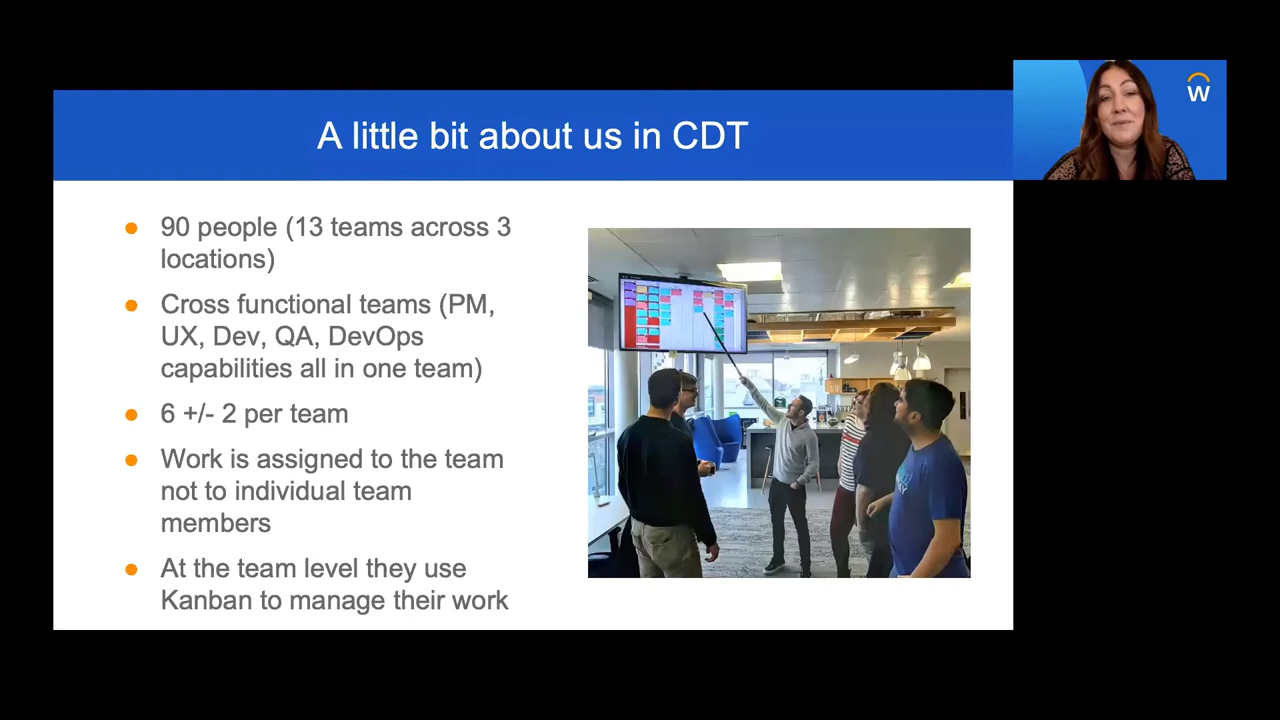 A little bit about us in CDT
W
90 people (13 teams across 3
locations)
Cross functional teams (PM,
UX, Dev, QA, DevOps
capabilities all in one team)
6 +/- 2 per team
Work is assigned to the team
not to individual team
members
At the team level they use
Kanban to manage their work